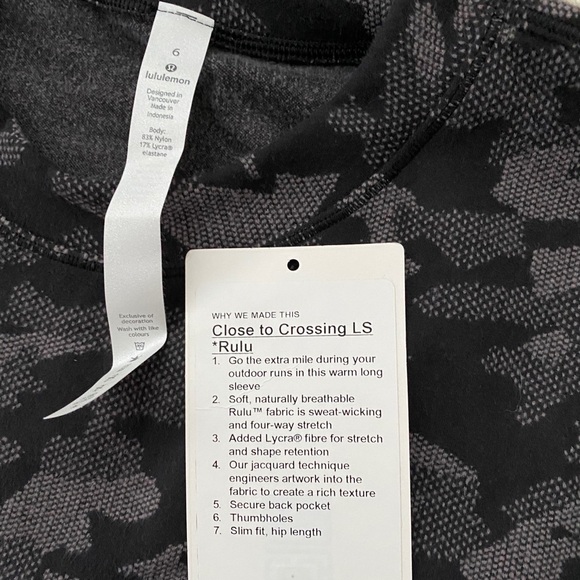 6
lululemon
Designed in
Vancouver
Made in
Indonesia
Body:
83% Nylon
17% Lycra®
elastane
Exclusive of
decoration
Wash with like
colours
WHY WE MADE THIS
Close to Crossing LS
*Rulu
1. Go the extra mile during your
outdoor runs in this warm long
sleeve
2. Soft, naturally breathable
Rulu™ fabric is sweat-wicking
and four-way stretch
3. Added Lycra® fibre for stretch
and shape retention
4. Our jacquard technique
engineers artwork into the
fabric to create a rich texture
5. Secure back pocket
6. Thumbholes
7. Slim fit, hip length